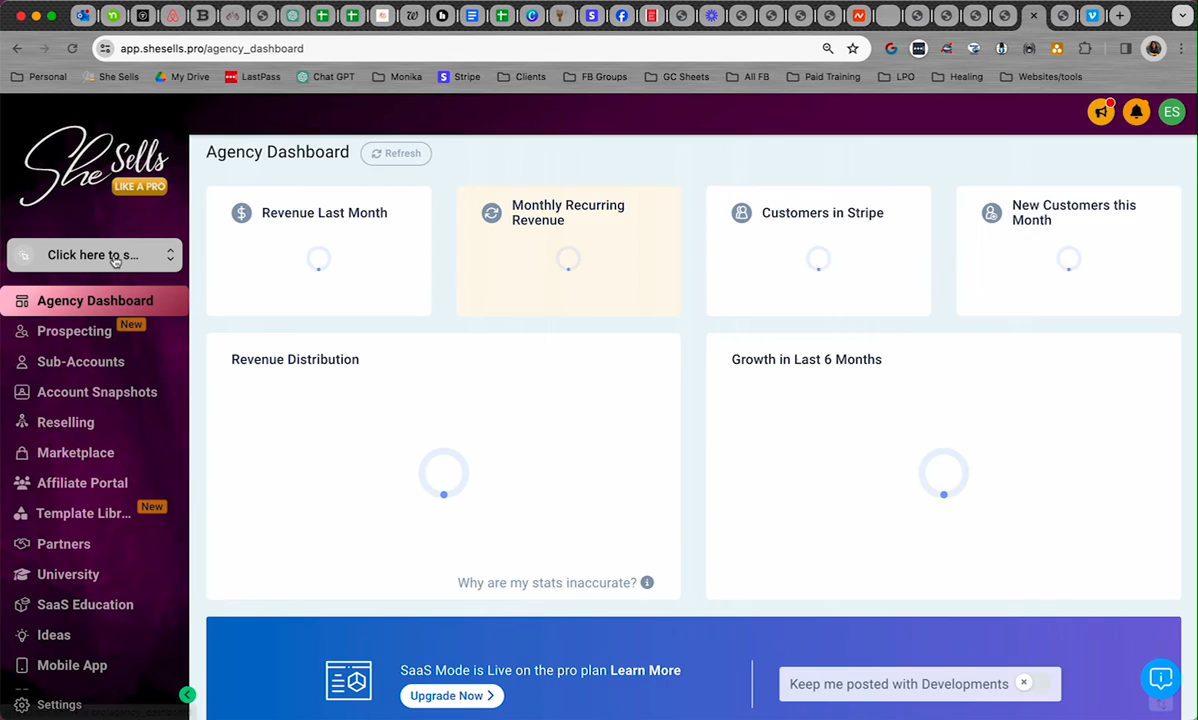 app.shesells.pro/agency_dashboard
Personal
She Sells
My Drive
LastPass
Chat GPT
Monika
Stripe
Clients
FB Groups
GC Sheets
All FB
Paid Training
LPO
Healing
Websites/tools
She Sells
LIKE A PRO
ES
Agency Dashboard
Refresh
Click here to s...
Agency Dashboard
Prospecting
New
Sub-Accounts
Account Snapshots
Reselling
Marketplace
Affiliate Portal
Template Libr...
New
Partners
University
SaaS Education
Ideas
Mobile App
Settings
Revenue Last Month
Monthly Recurring
Revenue
Customers in Stripe
New Customers this
Month
Revenue Distribution
Why are my stats inaccurate?
Growth in Last 6 Months
SaaS Mode is Live on the pro plan Learn More
Upgrade Now
Keep me posted with Developments